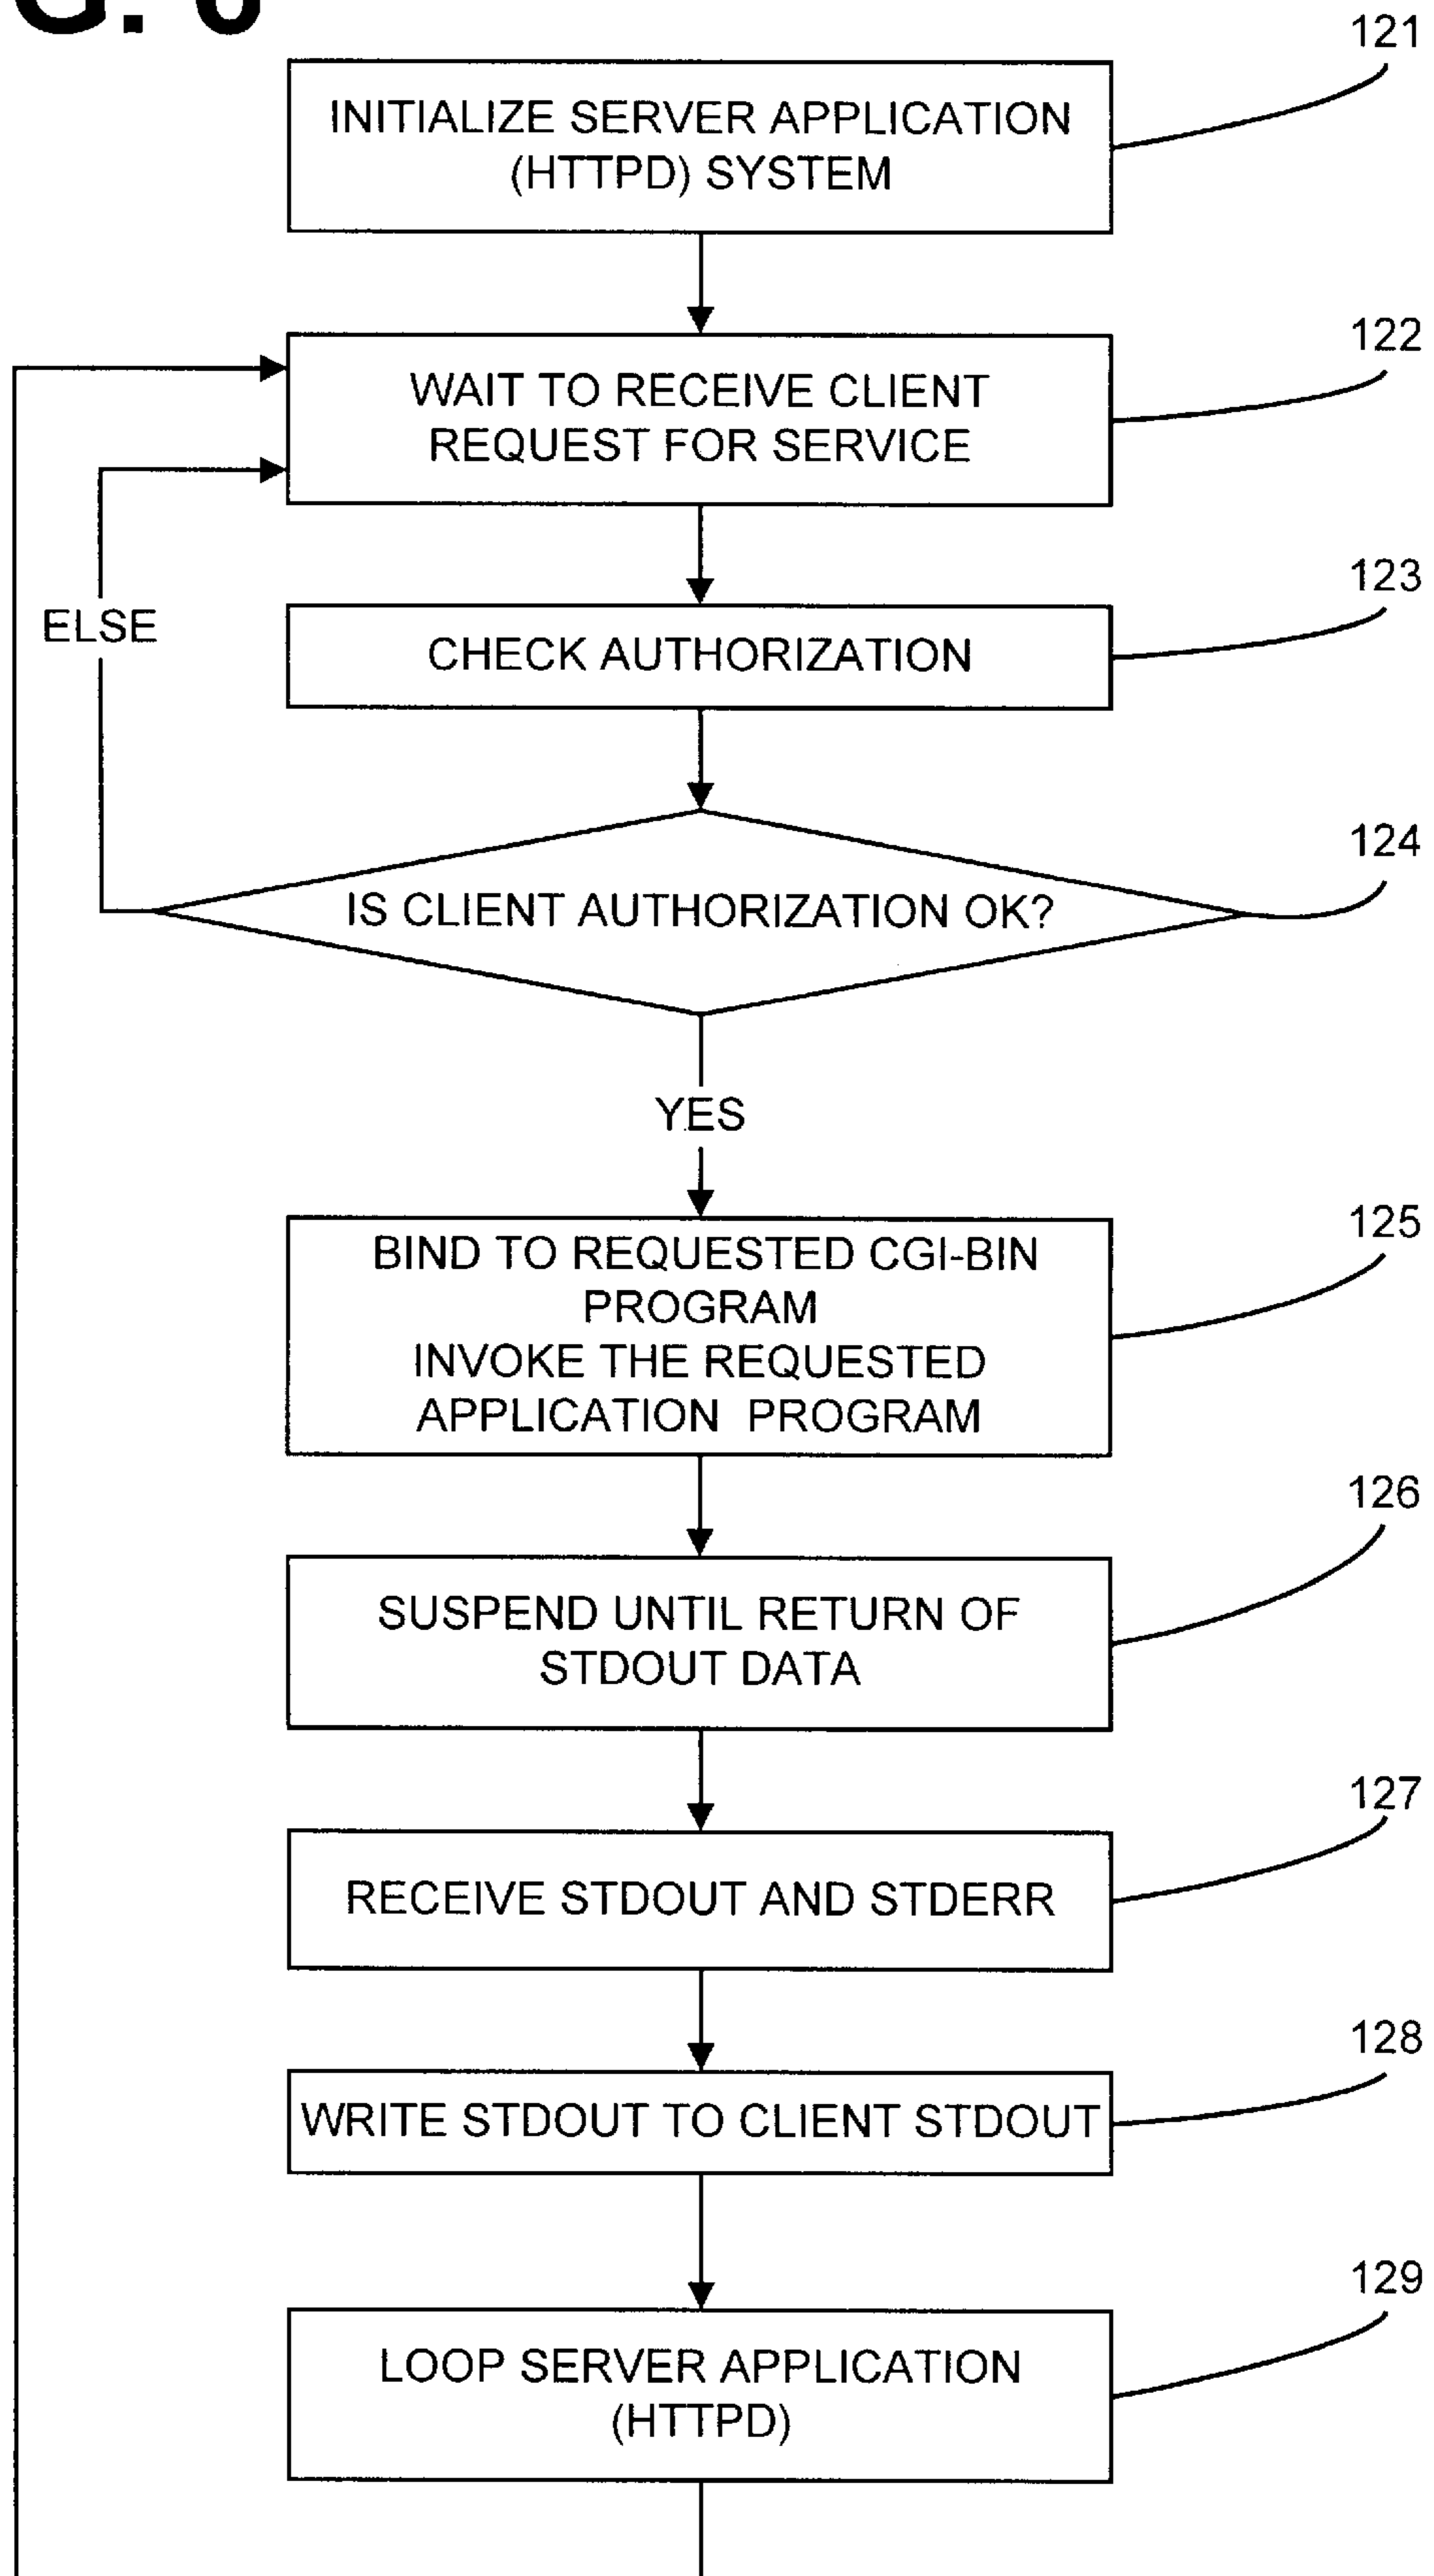 G. 6
121
INITIALIZE SERVER APPLICATION
(HTTPD) SYSTEM
122
WAIT TO RECEIVE CLIENT
REQUEST FOR SERVICE
123
ELSE
CHECK AUTHORIZATION
124
IS CLIENT AUTHORIZATION OK?
YES
125
BIND TO REQUESTED CGI-BIN
PROGRAM
INVOKE THE REQUESTED
APPLICATION PROGRAM
126
SUSPEND UNTIL RETURN OF
STDOUT DATA
127
RECEIVE STDOUT AND STDERR
128
WRITE STDOUT TO CLIENT STDOUT
129
LOOP SERVER APPLICATION
(HTTPD)